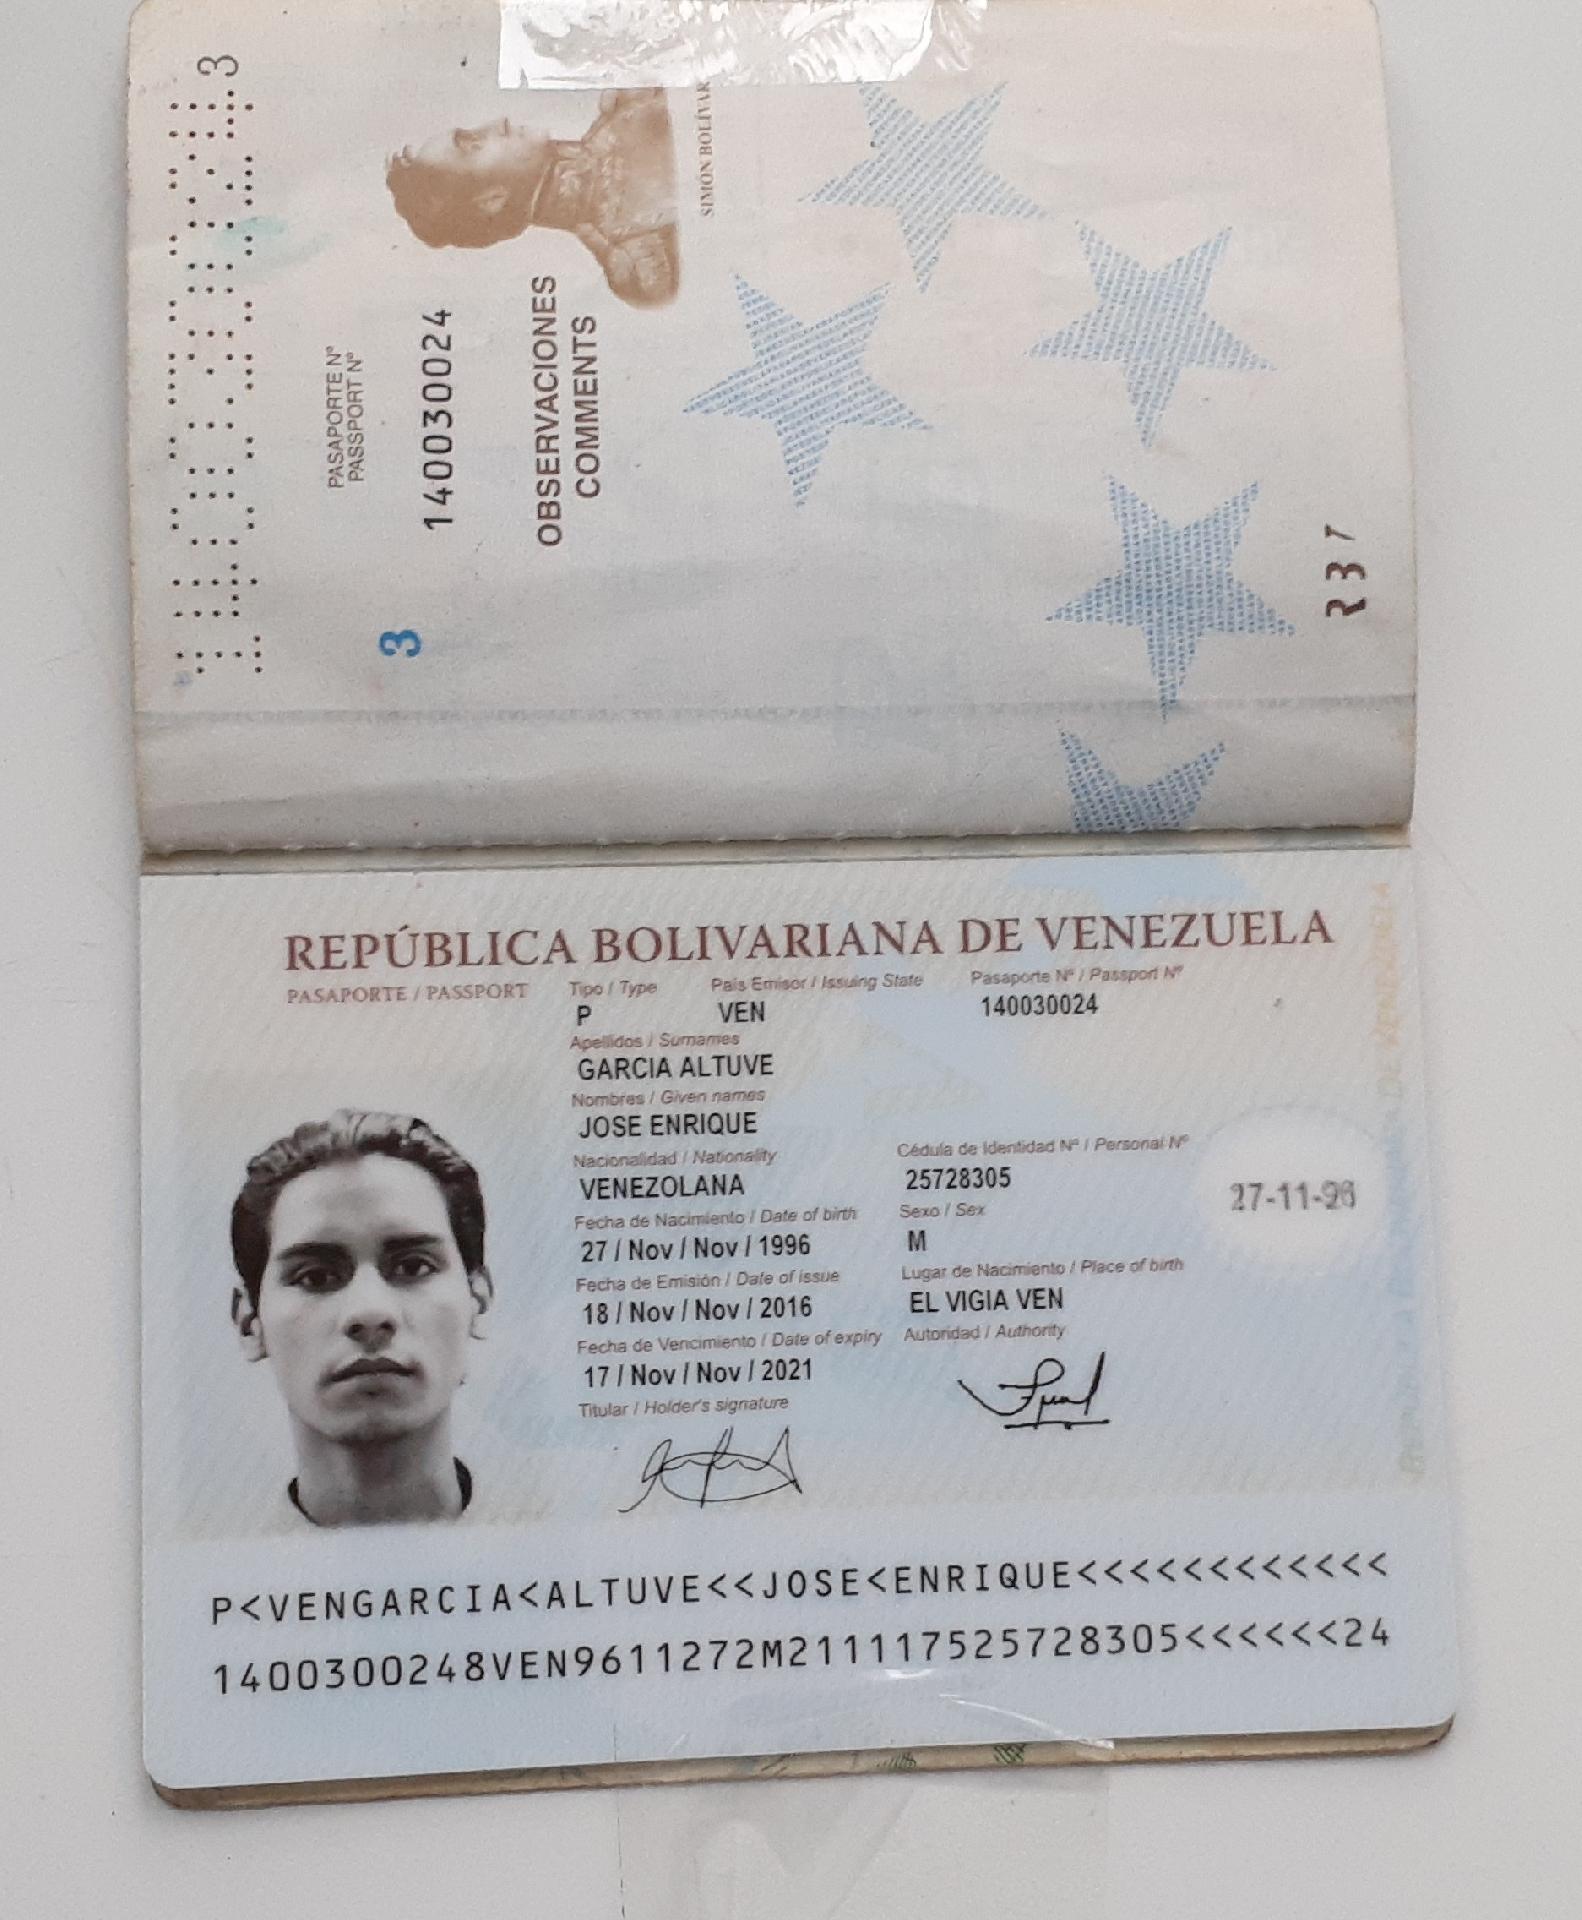 3
PASAPORTE Nº
PASSPORT Nº
140030024
OBSERVACIONES
COMMENTS
SIMON BOLÍVAR
3
REPÚBLICA BOLIVARIANA DE VENEZUELA
PASAPORTE / PASSPORT
Tipo / Type País Emisor / Issuing State Pasaporte Nº / Passport Nº
P VEN 140030024
Apellidos / Surnames
GARCIA ALTUVE
Nombres / Given names
JOSE ENRIQUE
Nacionalidad / Nationality Cédula de Identidad Nº / Personal Nº
VENEZOLANA 25728305
27-11-96
Fecha de Nacimiento / Date of birth Sexo / Sex
27 / Nov / Nov / 1996 M
Fecha de Emisión / Date of issue Lugar de Nacimiento / Place of birth
18 / Nov / Nov / 2016 EL VIGIA VEN
Fecha de Vencimiento / Date of expiry Autoridad / Authority
17 / Nov / Nov / 2021
Titular / Holder's signature
P<VENGARCIA<ALTUVE<<JOSE<ENRIQUE<<<<<<<<<<<<
1400300248VEN9611272M211117525728305<<<<<<24